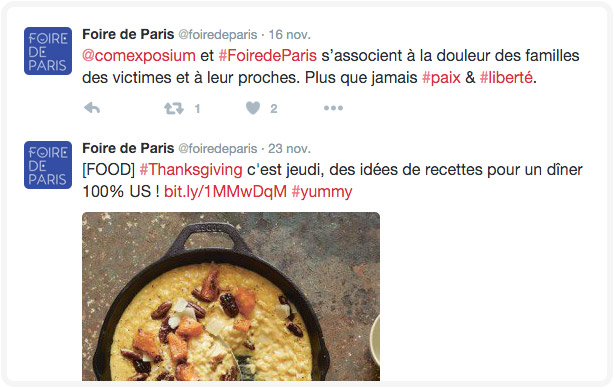 FOIRE
DE
PARIS
Foire de Paris @foiredeparis · 16 nov.
@comexposium et #FoiredeParis s’associent à la douleur des familles
des victimes et à leur proches. Plus que jamais #paix & #liberté.
1 2
FOIRE
DE
PARIS
Foire de Paris @foiredeparis · 23 nov.
[FOOD] #Thanksgiving c'est jeudi, des idées de recettes pour un dîner
100% US ! bit.ly/1MMwDqM #yummy